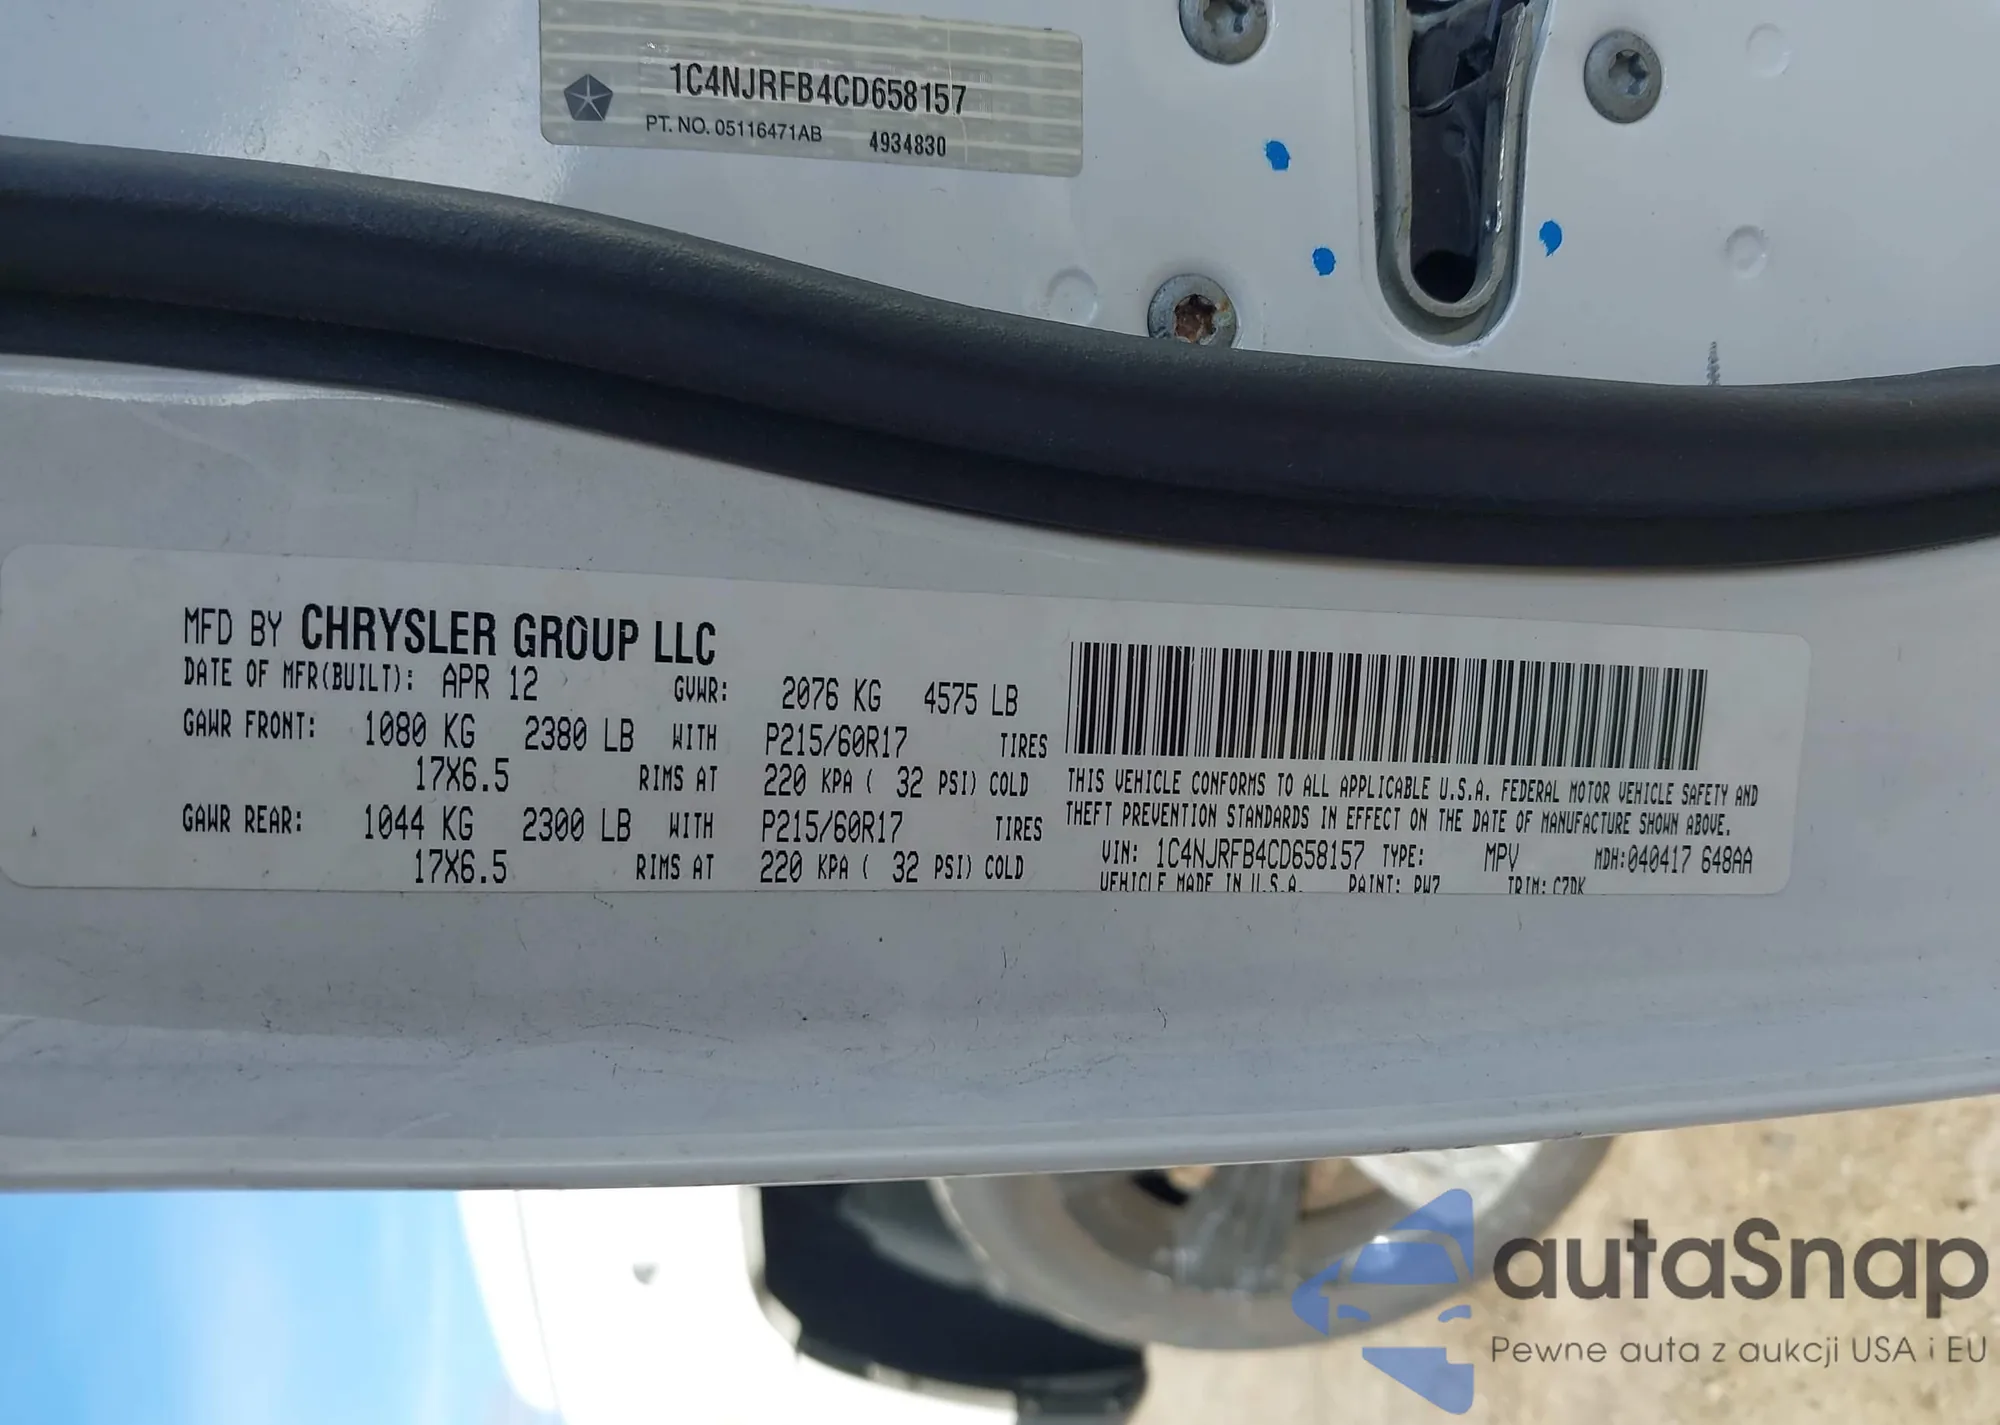 1C4NJRFB4CD658157
PT. NO. 05116471AB 4934830
MFD BY CHRYSLER GROUP LLC
DATE OF MFR(BUILT): APR 12 GVWR: 2076 KG 4575 LB
GAWR FRONT: 1080 KG 2380 LB WITH P215/60R17 TIRES
17X6.5 RIMS AT 220 KPA ( 32 PSI) COLD
GAWR REAR: 1044 KG 2300 LB WITH P215/60R17 TIRES
17X6.5 RIMS AT 220 KPA ( 32 PSI) COLD
THIS VEHICLE CONFORMS TO ALL APPLICABLE U.S.A. FEDERAL MOTOR VEHICLE SAFETY AND
THEFT PREVENTION STANDARDS IN EFFECT ON THE DATE OF MANUFACTURE SHOWN ABOVE.
VIN: 1C4NJRFB4CD658157 TYPE: MPV MDH:040417 648AA
VEHICLE MADE IN U.S.A. PAINT: PW7 TRIM: C7DK
autaSnap
Pewne auta z aukcji USA i EU